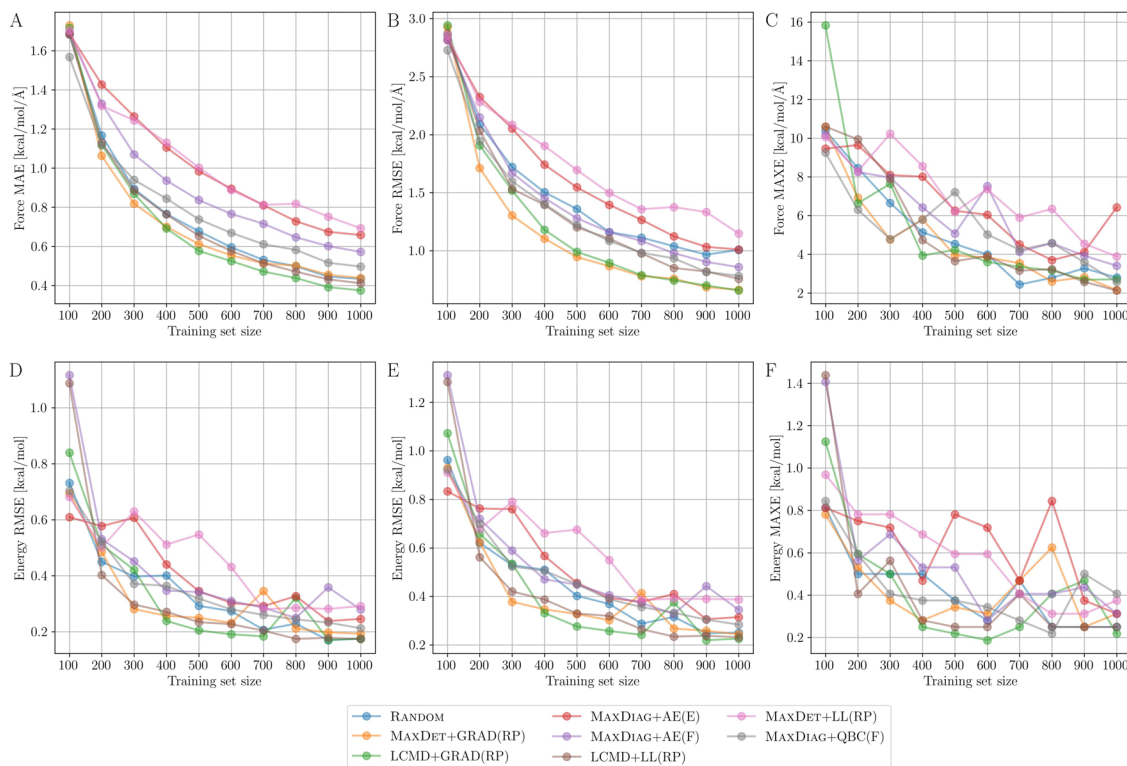 A
B
C
1.6
1.4
1.2
1.0
0.8
0.6
0.4
Force MAE [kcal/mol/Å]
100 200 300 400 500 600 700 800 900 1000
Training set size
3.0
2.5
2.0
1.5
1.0
Force RMSE [kcal/mol/Å]
100 200 300 400 500 600 700 800 900 1000
Training set size
16
14
12
10
8
6
4
2
Force MAXE [kcal/mol/Å]
100 200 300 400 500 600 700 800 900 1000
Training set size
D
E
F
1.0
0.8
0.6
0.4
0.2
Energy RMSE [kcal/mol]
100 200 300 400 500 600 700 800 900 1000
Training set size
1.2
1.0
0.8
0.6
0.4
0.2
Energy RMSE [kcal/mol]
100 200 300 400 500 600 700 800 900 1000
Training set size
1.4
1.2
1.0
0.8
0.6
0.4
0.2
Energy MAXE [kcal/mol]
100 200 300 400 500 600 700 800 900 1000
Training set size
RANDOM
MAXDET+GRAD(RP)
LCMD+GRAD(RP)
MAXDIAG+AE(E)
MAXDIAG+AE(F)
LCMD+LL(RP)
MAXDET+LL(RP)
MAXDIAG+QBC(F)